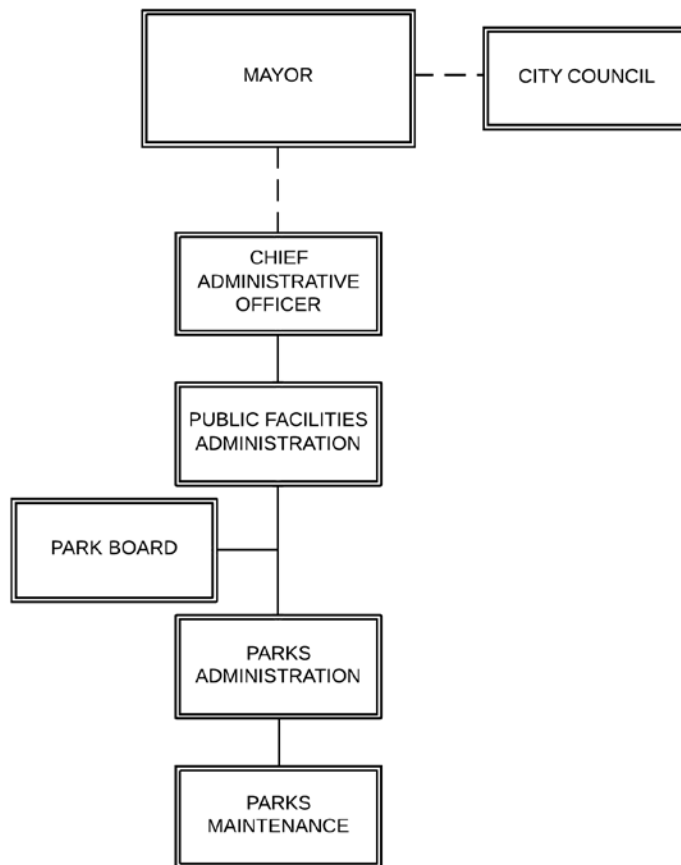 MAYOR
CITY COUNCIL
CHIEF
ADMINISTRATIVE
OFFICER
PUBLIC FACILITIES
ADMINISTRATION
PARK BOARD
PARKS
ADMINISTRATION
PARKS
MAINTENANCE